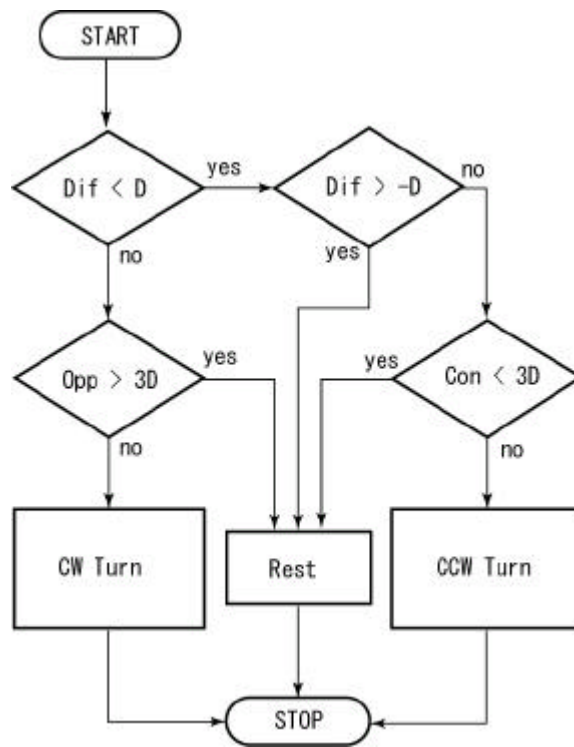 START
Dif < D
yes
Dif > -D
no
no
yes
Opp > 3D
yes
yes
Con < 3D
no
no
CW Turn
Rest
CCW Turn
STOP